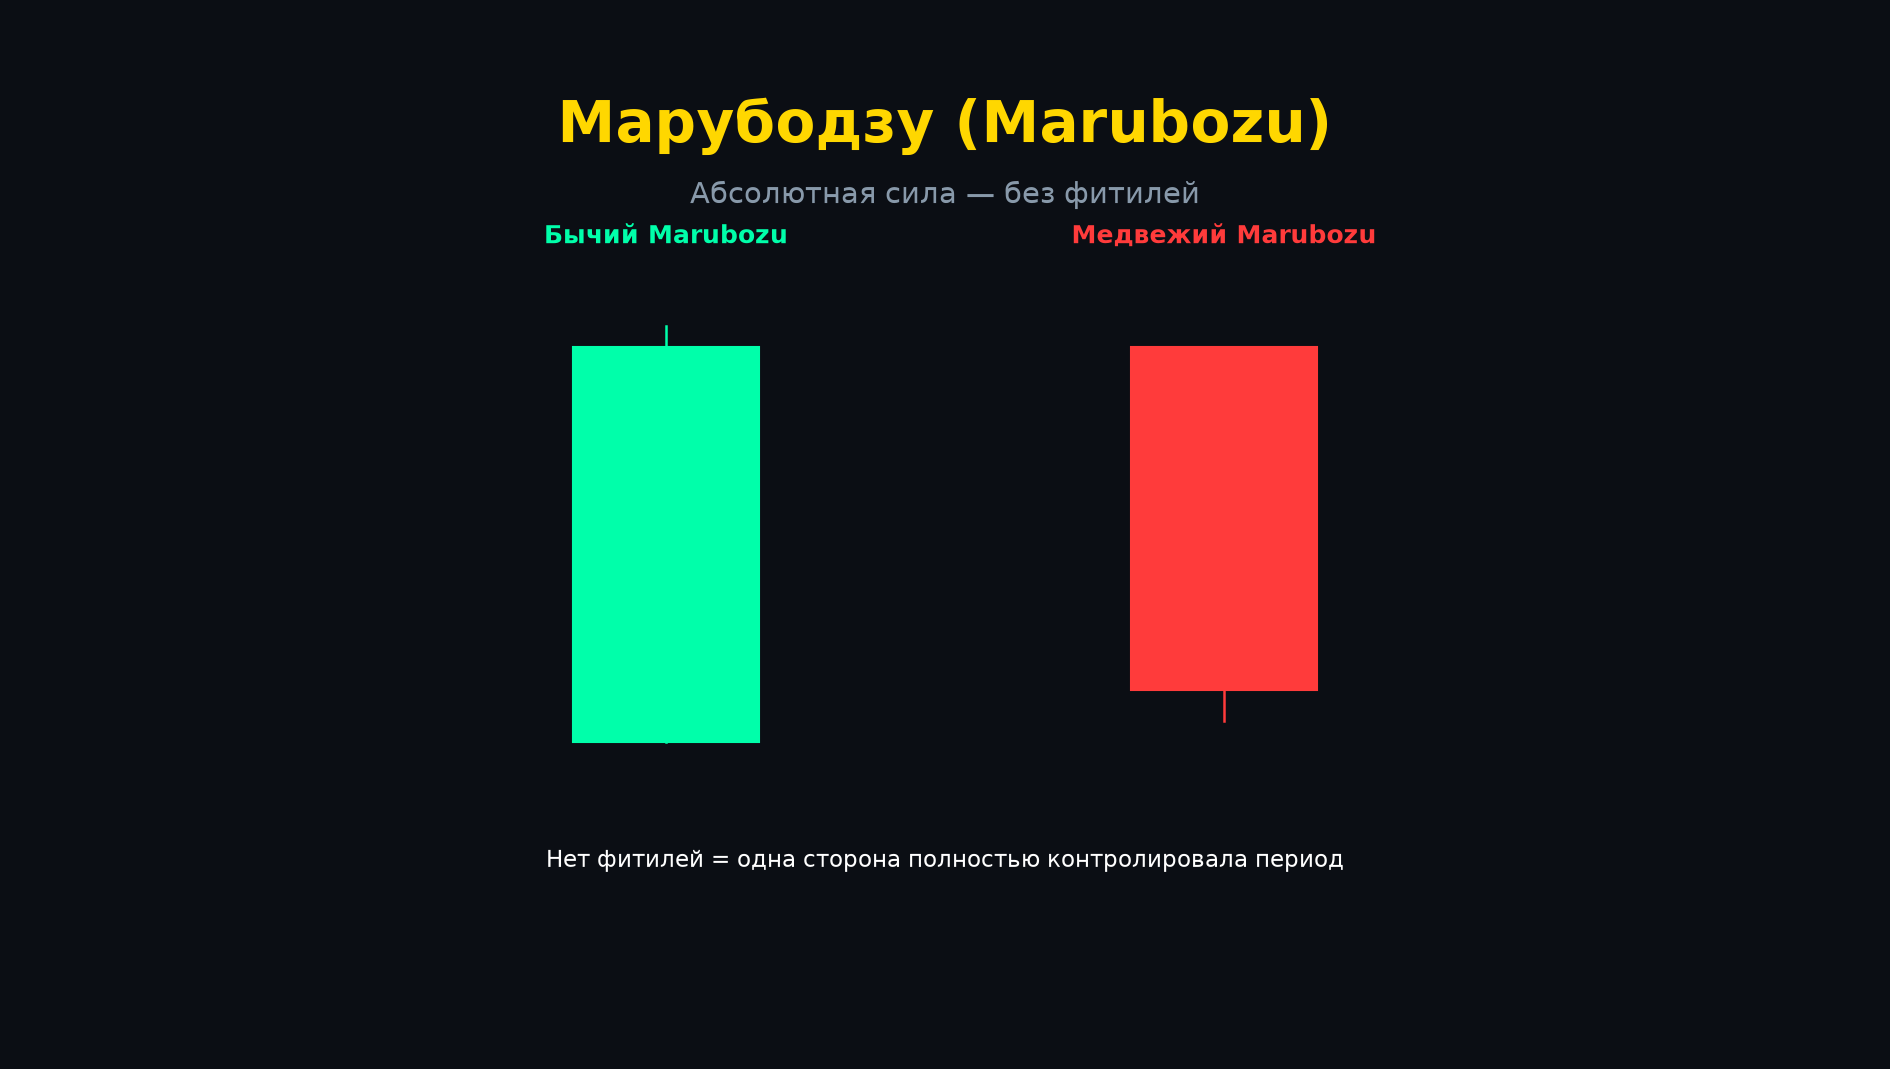 Марубодзу (Marubozu)
Абсолютная сила — без фитилей
Бычий Marubozu
Медвежий Marubozu
Нет фитилей = одна сторона полностью контролировала период